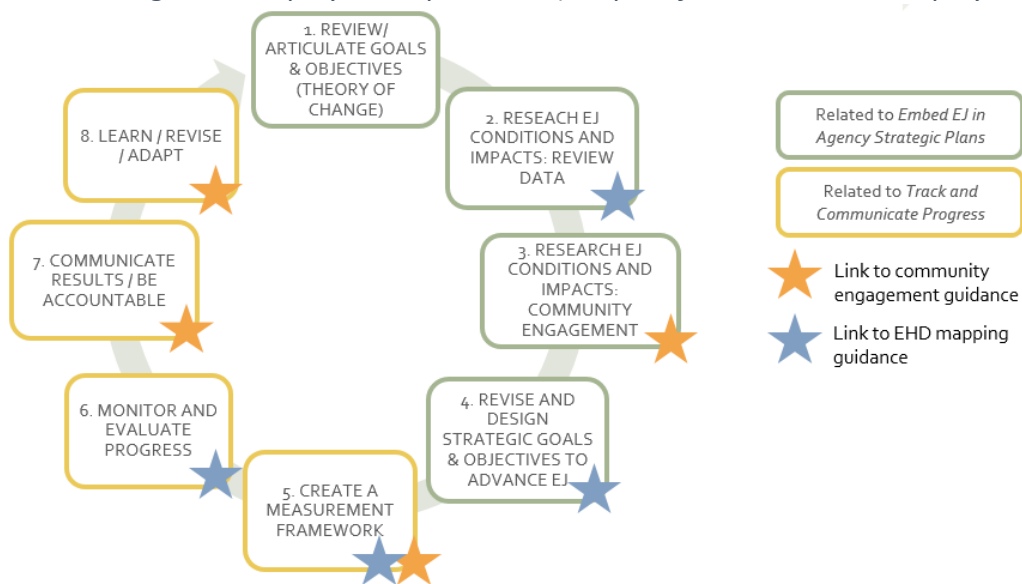 1. REVIEW/
ARTICULATE GOALS
& OBJECTIVES
(THEORY OF
CHANGE)
2. RESEACH EJ
CONDITIONS AND
IMPACTS: REVIEW
DATA
3. RESEARCH EJ
CONDITIONS AND
IMPACTS:
COMMUNITY
ENGAGEMENT
4. REVISE AND
DESIGN
STRATEGIC GOALS
& OBJECTIVES TO
ADVANCE EJ
5. CREATE A
MEASUREMENT
FRAMEWORK
6. MONITOR AND
EVALUATE
PROGRESS
7. COMMUNICATE
RESULTS / BE
ACCOUNTABLE
8. LEARN / REVISE
/ ADAPT
Related to Embed EJ in
Agency Strategic Plans
Related to Track and
Communicate Progress
Link to community
engagement guidance
Link to EHD mapping
guidance